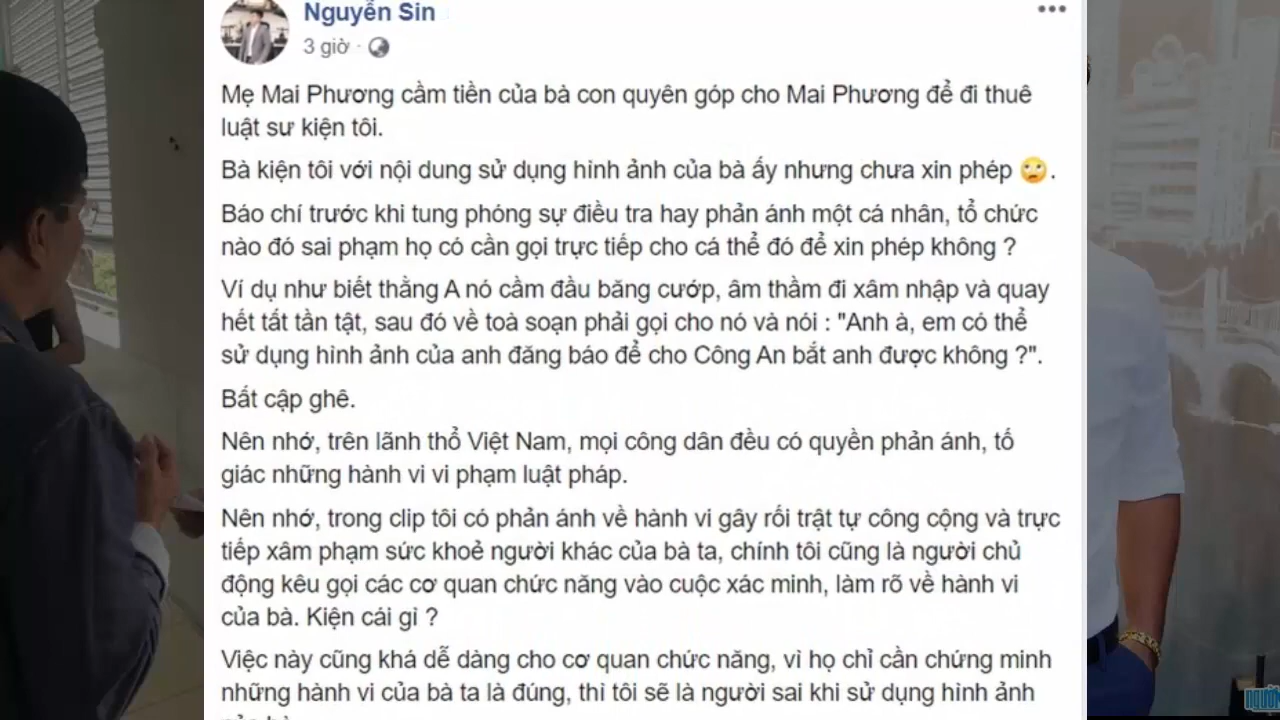 Nguyễn Sin
3 giờ ·
Mẹ Mai Phương cầm tiền của bà con quyên góp cho Mai Phương để đi thuê
luật sư kiện tôi.
Bà kiện tôi với nội dung sử dụng hình ảnh của bà ấy nhưng chưa xin phép 🙄.
Báo chí trước khi tung phóng sự điều tra hay phản ánh một cá nhân, tổ chức
nào đó sai phạm họ có cần gọi trực tiếp cho cá thể đó để xin phép không ?
Ví dụ như biết thằng A nó cầm đầu băng cướp, âm thầm đi xâm nhập và quay
hết tất tần tật, sau đó về toà soạn phải gọi cho nó và nói : "Anh à, em có thể
sử dụng hình ảnh của anh đăng báo để cho Công An bắt anh được không ?".
Bất cập ghê.
Nên nhớ, trên lãnh thổ Việt Nam, mọi công dân đều có quyền phản ánh, tố
giác những hành vi vi phạm luật pháp.
Nên nhớ, trong clip tôi có phản ánh về hành vi gây rối trật tự công cộng và trực
tiếp xâm phạm sức khoẻ người khác của bà ta, chính tôi cũng là người chủ
động kêu gọi các cơ quan chức năng vào cuộc xác minh, làm rõ về hành vi
của bà. Kiện cái gì ?
Việc này cũng khá dễ dàng cho cơ quan chức năng, vì họ chỉ cần chứng minh
những hành vi của bà ta là đúng, thì tôi sẽ là người sai khi sử dụng hình ảnh